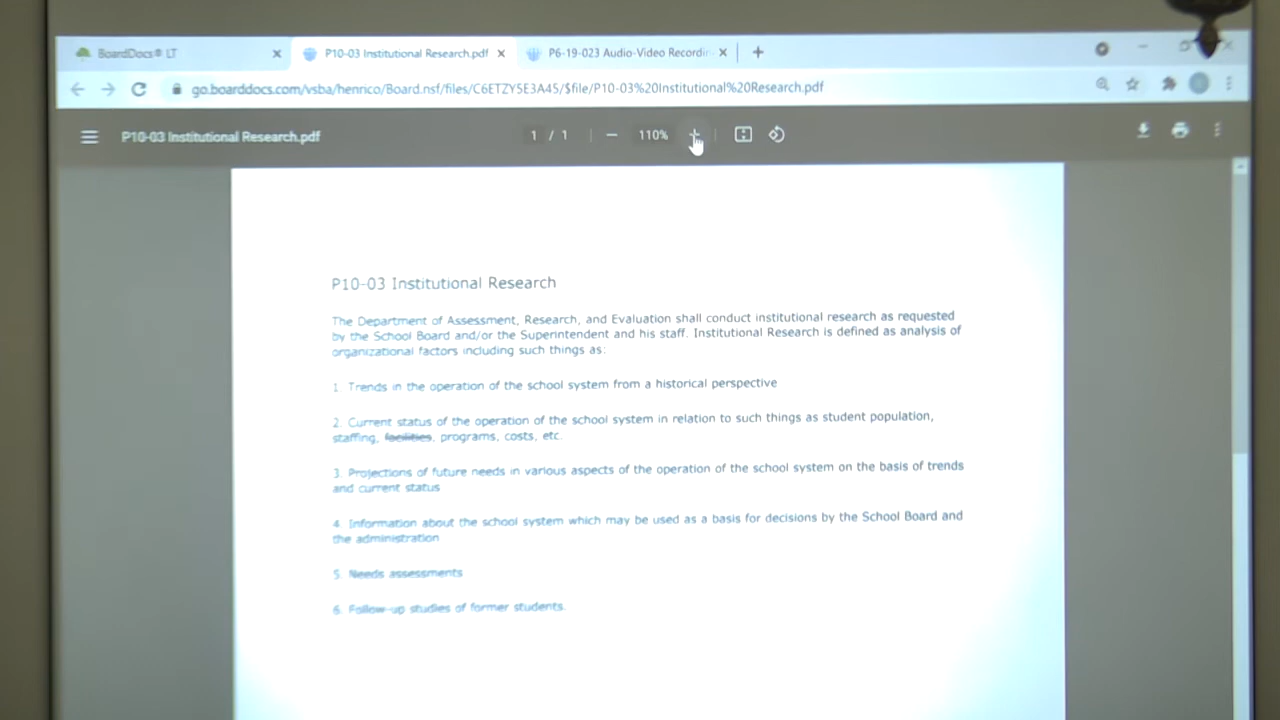 BoardDocs® LT
P10-03 Institutional Research.pdf
P6-19-023 Audio-Video Recordin
go.boarddocs.com/vsba/henrico/Board.nsf/files/C6ETZY5E3A45/$file/P10-03%20Institutional%20Research.pdf
P10-03 Institutional Research.pdf
1 / 1
110%
P10-03 Institutional Research
The Department of Assessment, Research, and Evaluation shall conduct institutional research as requested
by the School Board and/or the Superintendent and his staff. Institutional Research is defined as analysis of
organizational factors including such things as:
1. Trends in the operation of the school system from a historical perspective
2. Current status of the operation of the school system in relation to such things as student population,
staffing, facilities, programs, costs, etc.
3. Projections of future needs in various aspects of the operation of the school system on the basis of trends
and current status
4. Information about the school system which may be used as a basis for decisions by the School Board and
the administration
5. Needs assessments
6. Follow-up studies of former students.